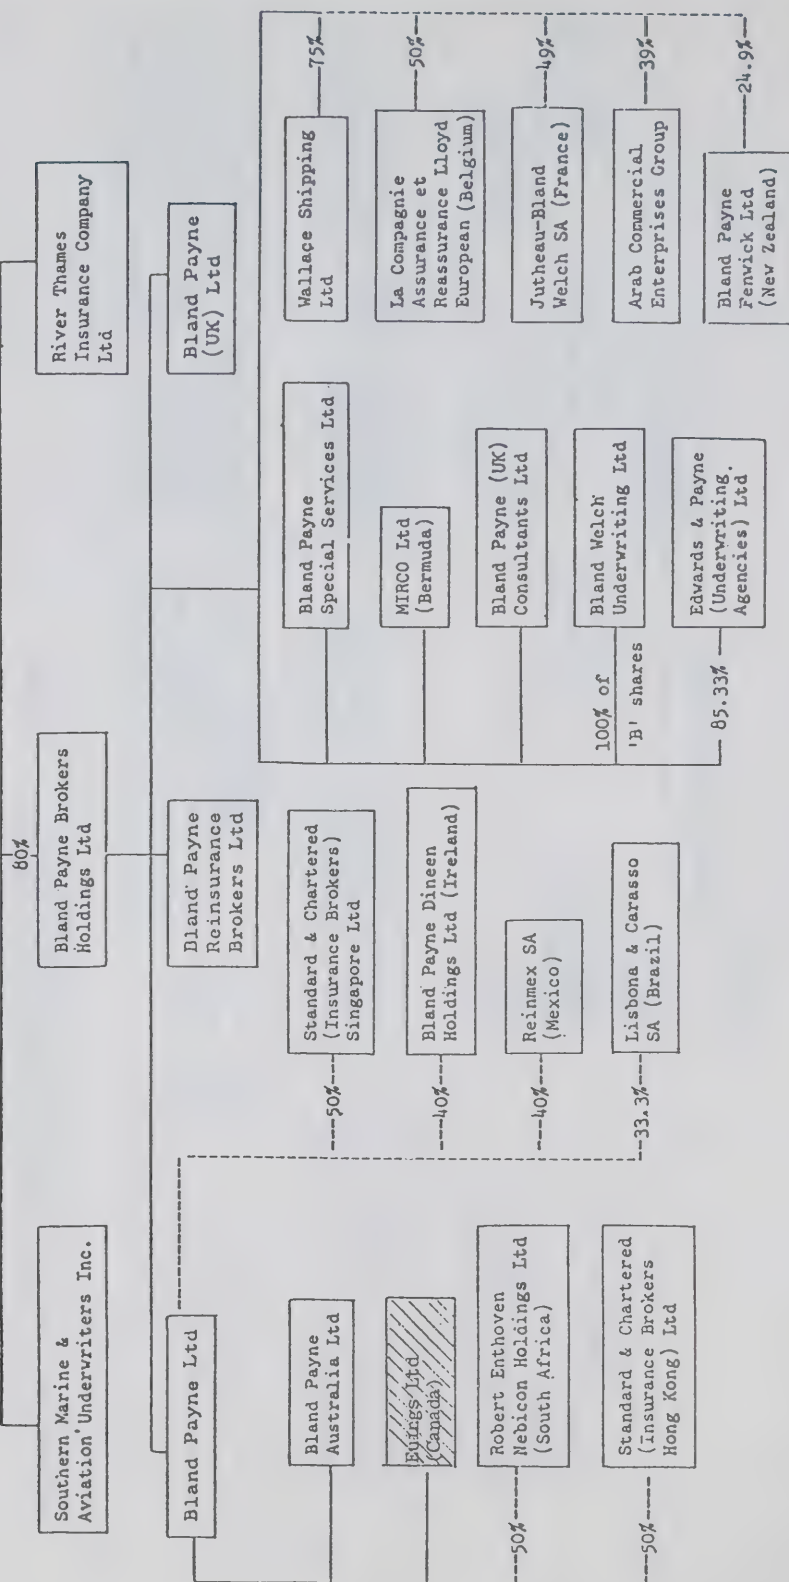 Southern Marine &
Aviation Underwriters Inc.
80%
Bland Payne Brokers
Holdings Ltd
River Thames
Insurance Company
Ltd
Bland Payne Ltd
Bland Payne
Reinsurance
Brokers Ltd
Bland Payne
(UK) Ltd
Bland Payne
Australia Ltd
Euings Ltd
(Canada)
50%
Robert Enthoven
Nebicon Holdings Ltd
(South Africa)
50%
Standard & Chartered
(Insurance Brokers
Hong Kong) Ltd
50%
Standard & Chartered
(Insurance Brokers)
Singapore Ltd
40%
Bland Payne Dineen
Holdings Ltd (Ireland)
40%
Reinmex SA
(Mexico)
33.3%
Lisbona & Carasso
SA (Brazil)
Bland Payne
Special Services Ltd
MIRCO Ltd
(Bermuda)
Bland Payne (UK)
Consultants Ltd
100% of
'B' shares
Bland Welch
Underwriting Ltd
85.33%
Edwards & Payne
(Underwriting
Agencies) Ltd
Wallace Shipping
Ltd
75%
La Compagnie
Assurance et
Reassurance Lloyd
European (Belgium)
50%
Jutheau-Bland
Welch SA (France)
49%
Arab Commercial
Enterprises Group
39%
Bland Payne
Fenwick Ltd
(New Zealand)
24.9%